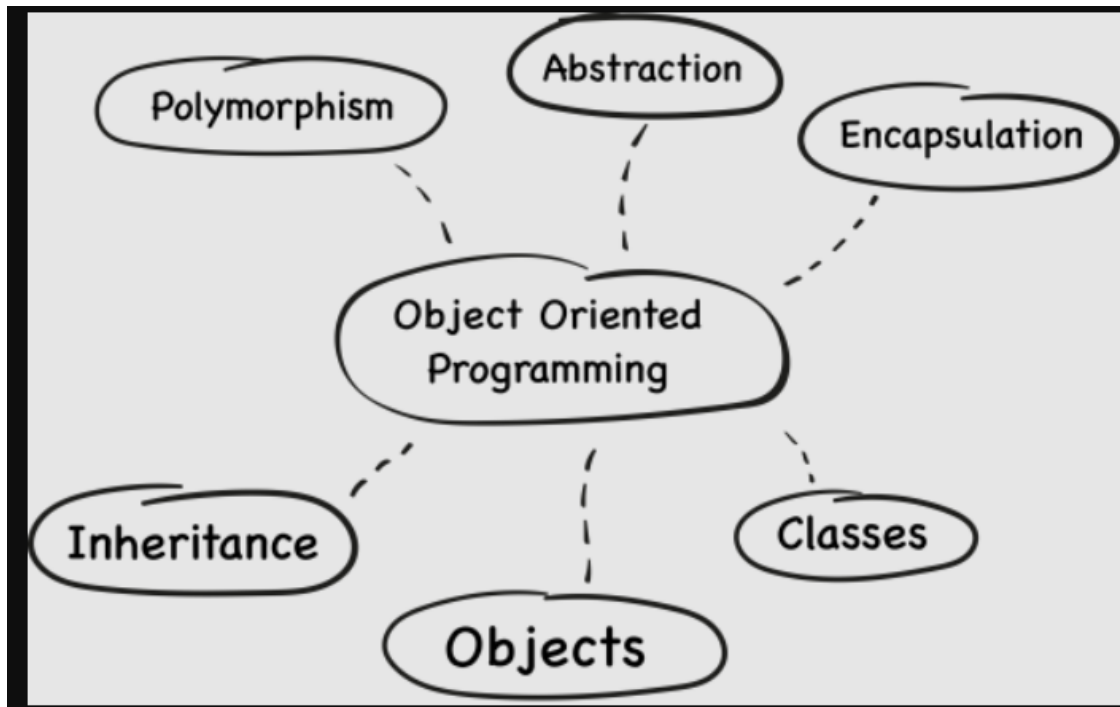 Abstraction
Polymorphism
Encapsulation
Object Oriented
Programming
Inheritance
Classes
Objects